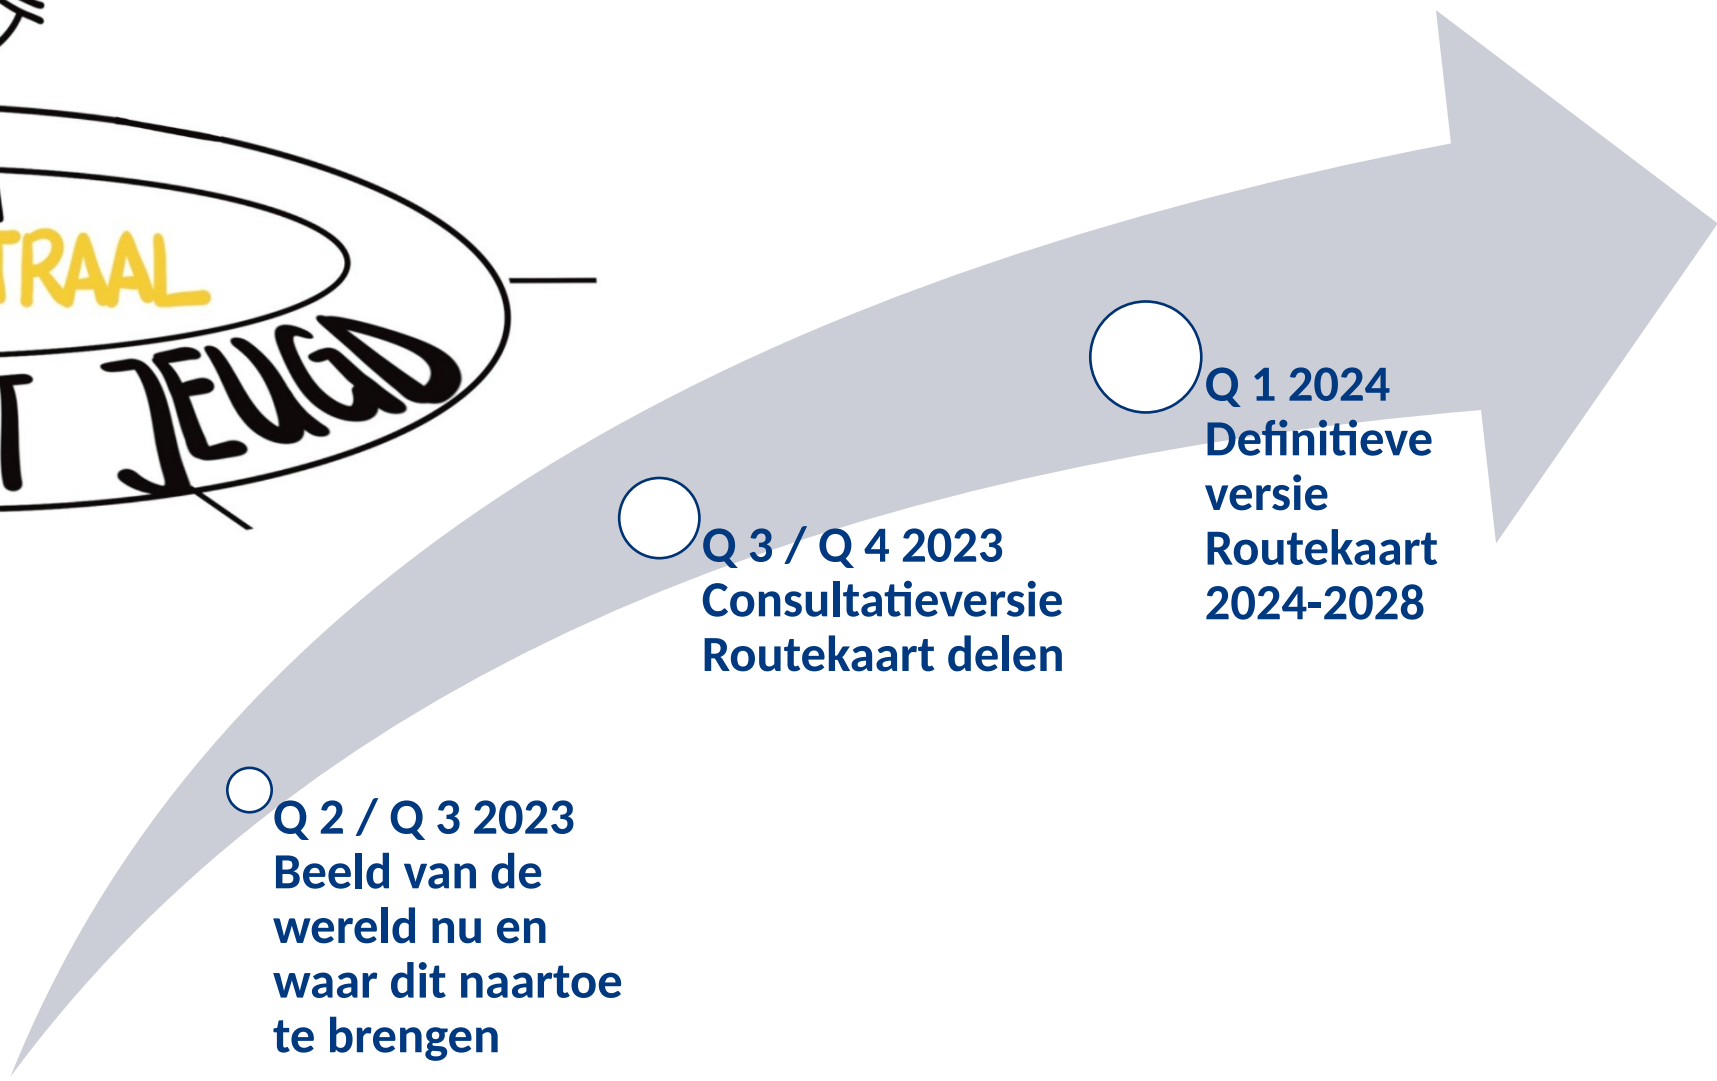 TRAAL
T JEUGD
Q 1 2024
Definitieve
versie
Routekaart
2024-2028
Q 3 / Q 4 2023
Consultatieversie
Routekaart delen
Q 2 / Q 3 2023
Beeld van de
wereld nu en
waar dit naartoe
te brengen